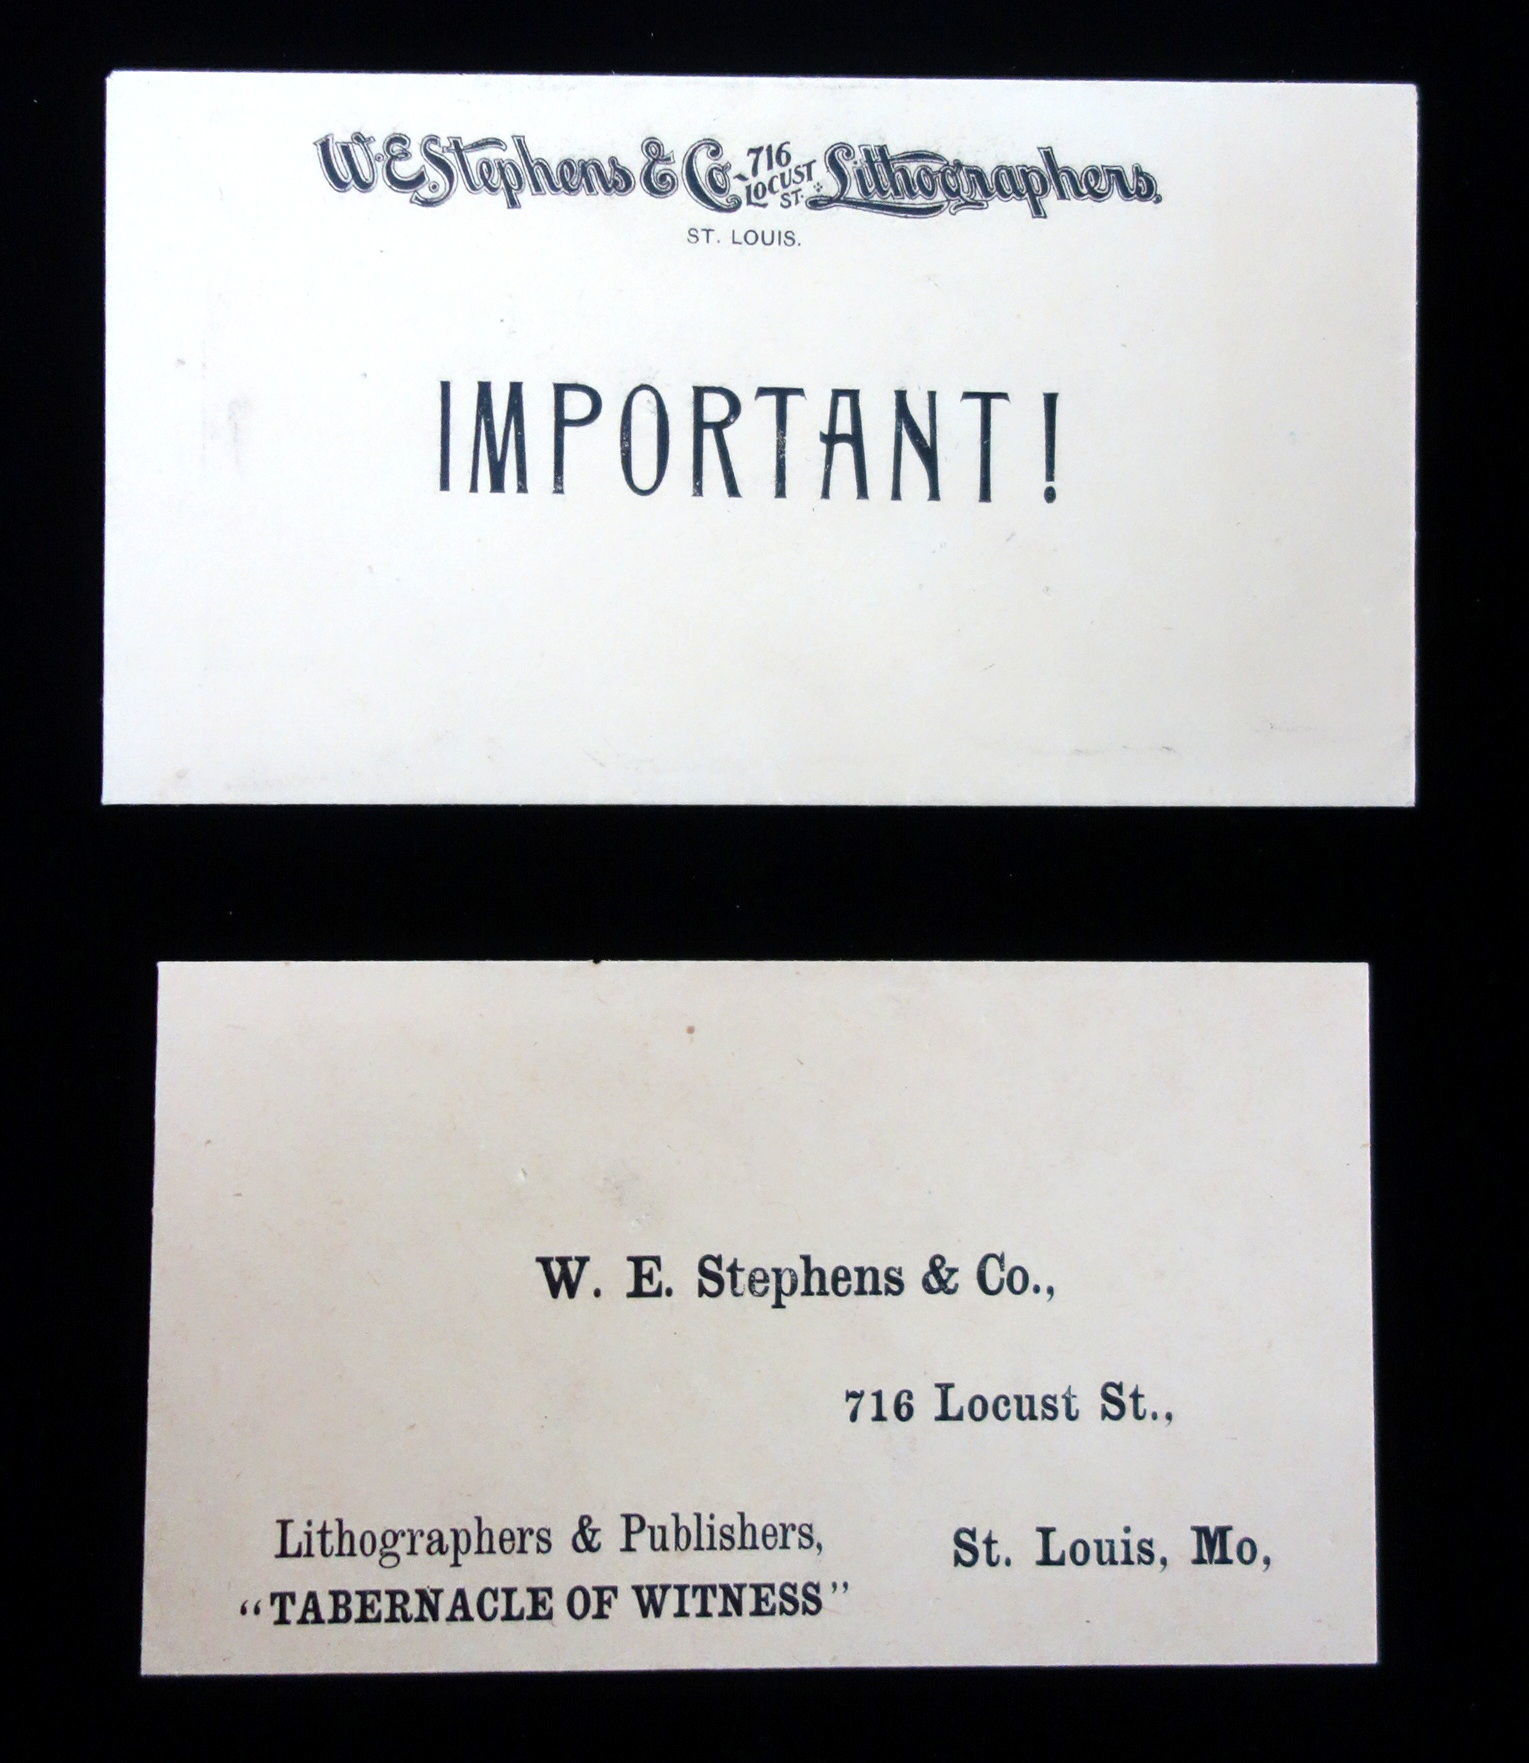 W. E. Stephens & Co. 716 LOCUST ST. Lithographers.
ST. LOUIS.
IMPORTANT!
W. E. Stephens & Co.,
716 Locust St.,
Lithographers & Publishers,
St. Louis, Mo,
“TABERNACLE OF WITNESS”